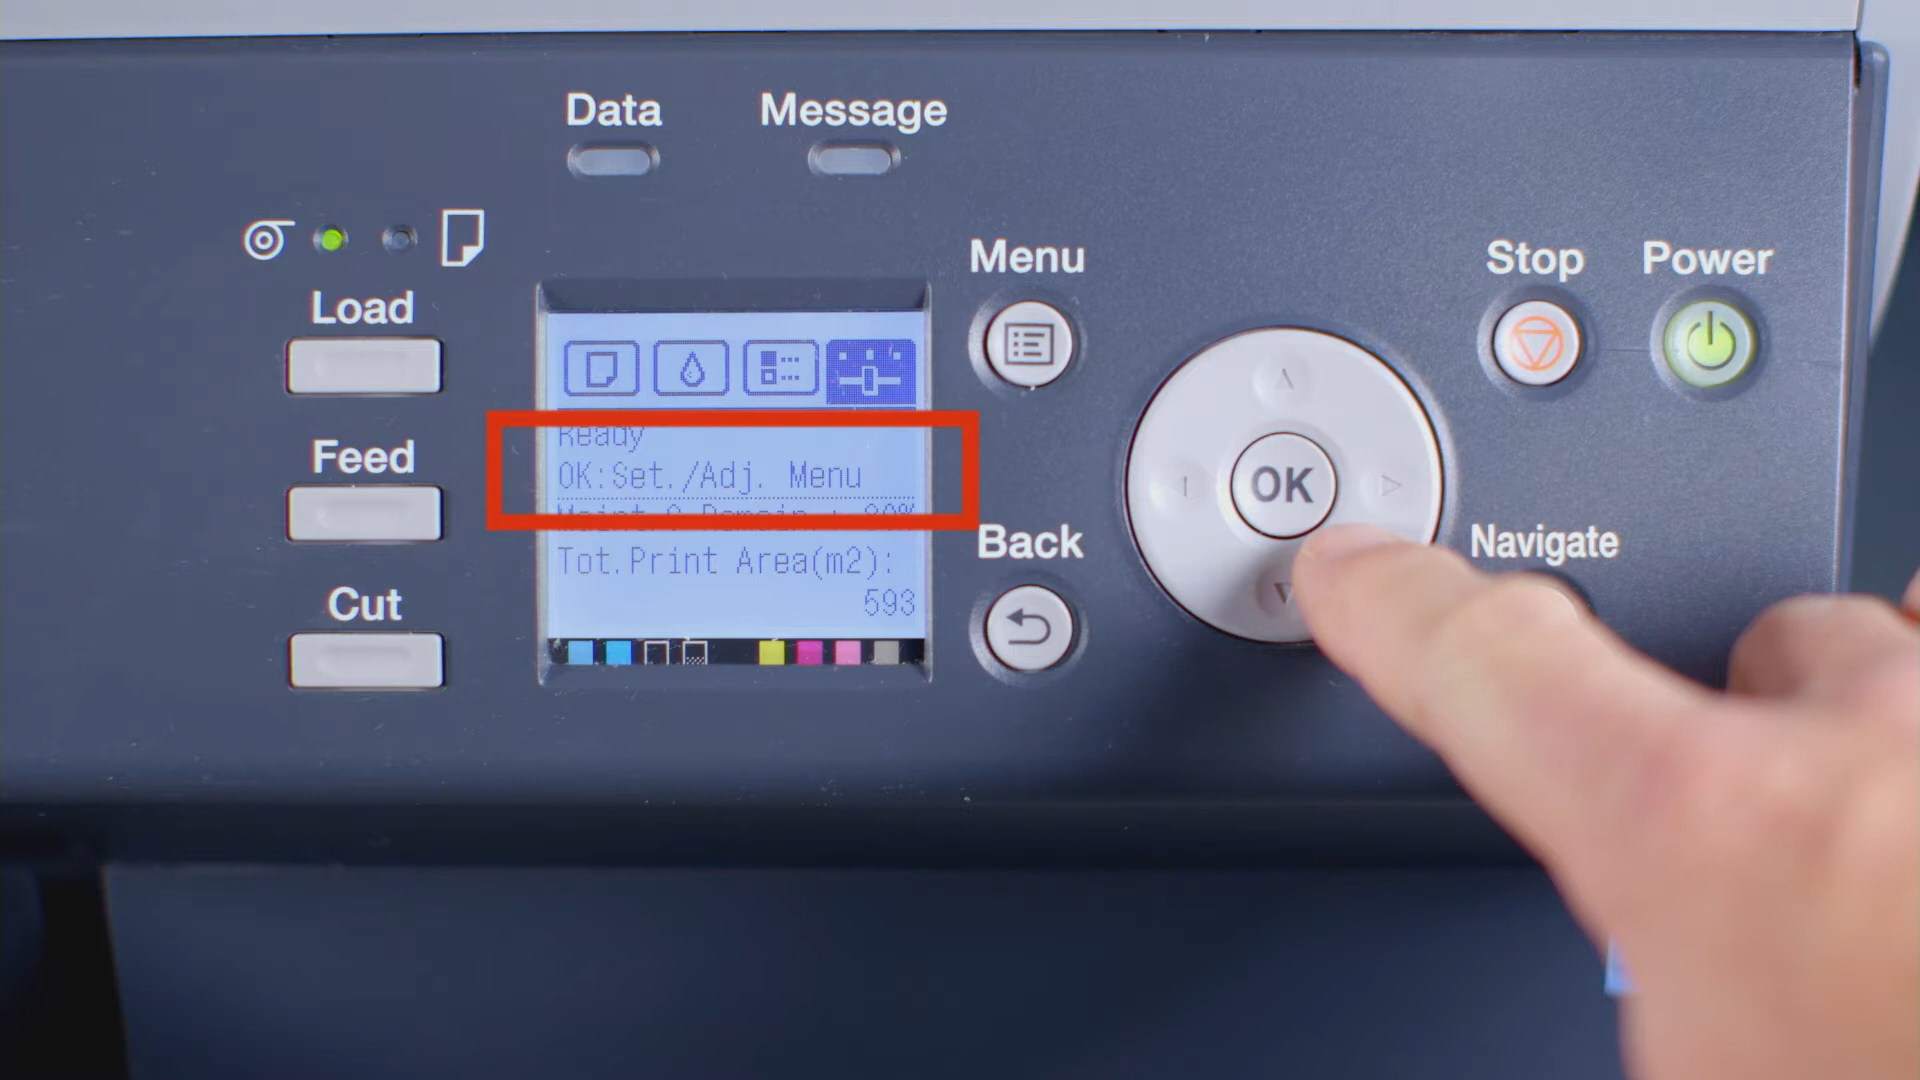 Data
Message
Load
Menu
Stop
Power
Ready
OK:Set./Adj. Menu
Feed
OK
Tot.Print Area(m2):
593
Back
Navigate
Cut